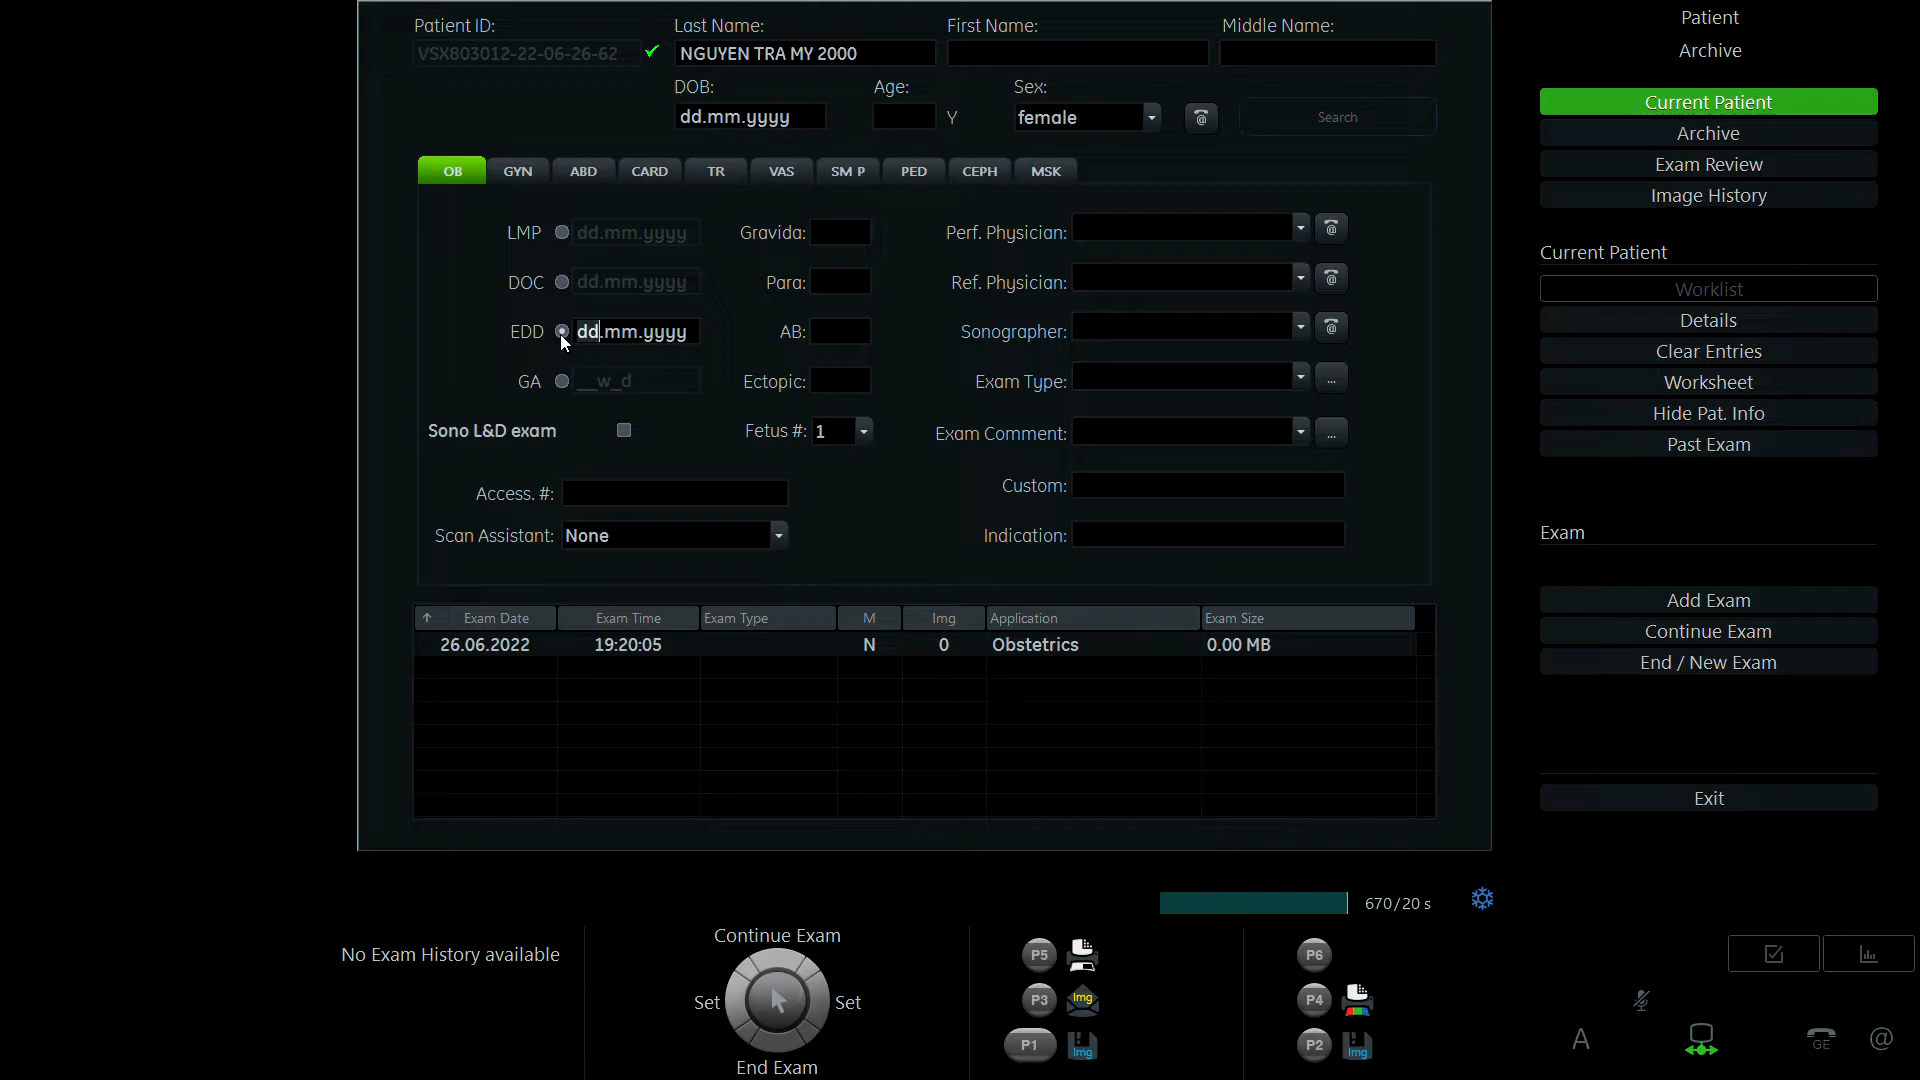 Patient ID: Last Name: First Name: Middle Name:
VSX803012-22-06-26-62 NGUYEN TRA MY 2000
DOB: Age: Sex:
dd.mm.yyyy Y female @ Search
OB GYN ABD CARD TR VAS SM P PED CEPH MSK
LMP dd.mm.yyyy Gravida: Perf. Physician: @
DOC dd.mm.yyyy Para: Ref. Physician: @
EDD dd.mm.yyyy AB: Sonographer: @
GA __w_d Ectopic: Exam Type: ...
Sono L&D exam Fetus #: 1 Exam Comment: ...
Access. #: Custom:
Scan Assistant: None Indication:
Exam Date Exam Time Exam Type M Img Application Exam Size
26.06.2022 19:20:05 N 0 Obstetrics 0.00 MB
Patient
Archive
Current Patient
Archive
Exam Review
Image History
Current Patient
Worklist
Details
Clear Entries
Worksheet
Hide Pat. Info
Past Exam
Exam
Add Exam
Continue Exam
End / New Exam
Exit
670/20 s
No Exam History available
Continue Exam
Set Set
End Exam
P5
P3 Img
P1 Img
P6
P4
P2 Img
A GE @